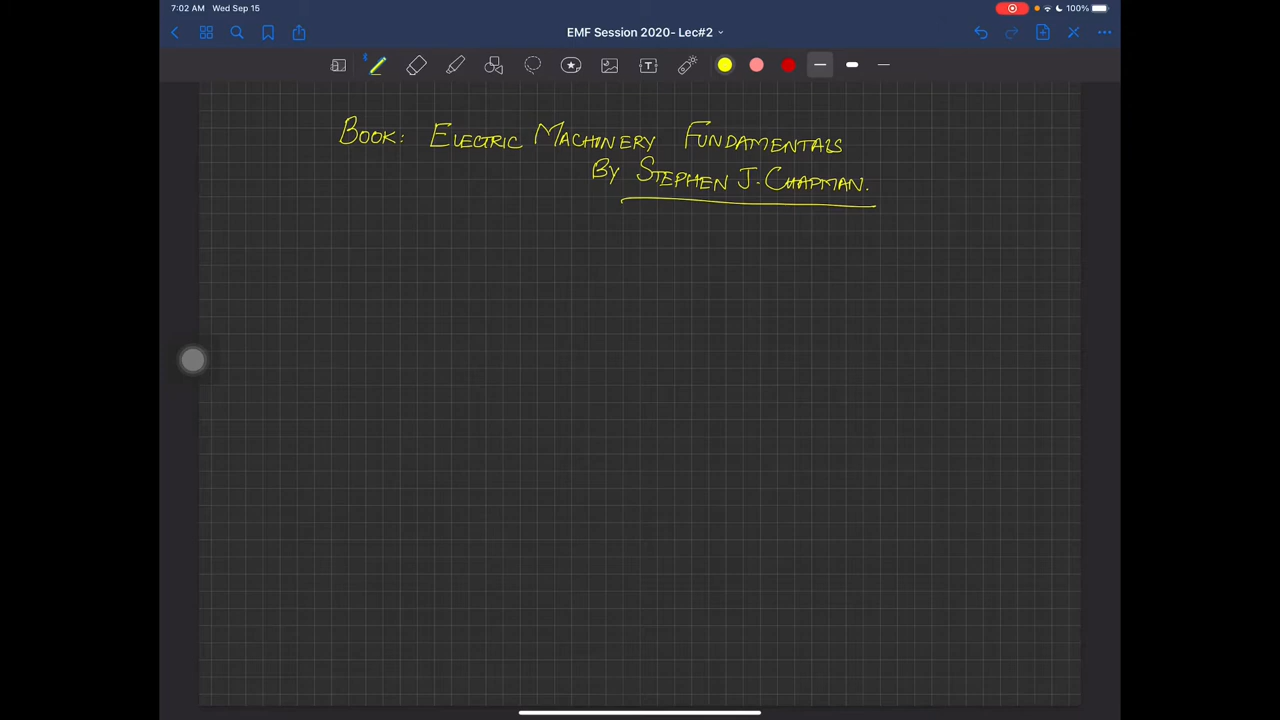 7:02 AM Wed Sep 15
100%
EMF Session 2020- Lec#2
BOOK: ELECTRIC MACHINERY FUNDAMENTALS
BY STEPHEN J. CHAPMAN.